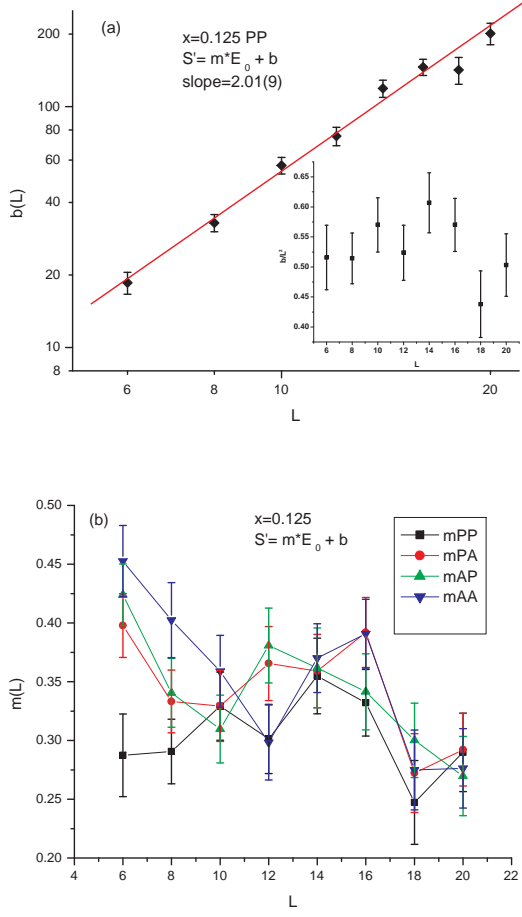 (a)
x=0.125 PP
S'= m*E₀ + b
slope=2.01(9)
200
100
80
60
40
20
10
8
b(L)
6
8
10
20
L
0.65
0.60
0.55
0.50
0.45
0.40
b/L²
6
8
10
12
14
16
18
20
L
(b)
x=0.125
S'= m*E₀ + b
mPP
mPA
mAP
mAA
0.50
0.45
0.40
0.35
0.30
0.25
0.20
m(L)
4
6
8
10
12
14
16
18
20
22
L